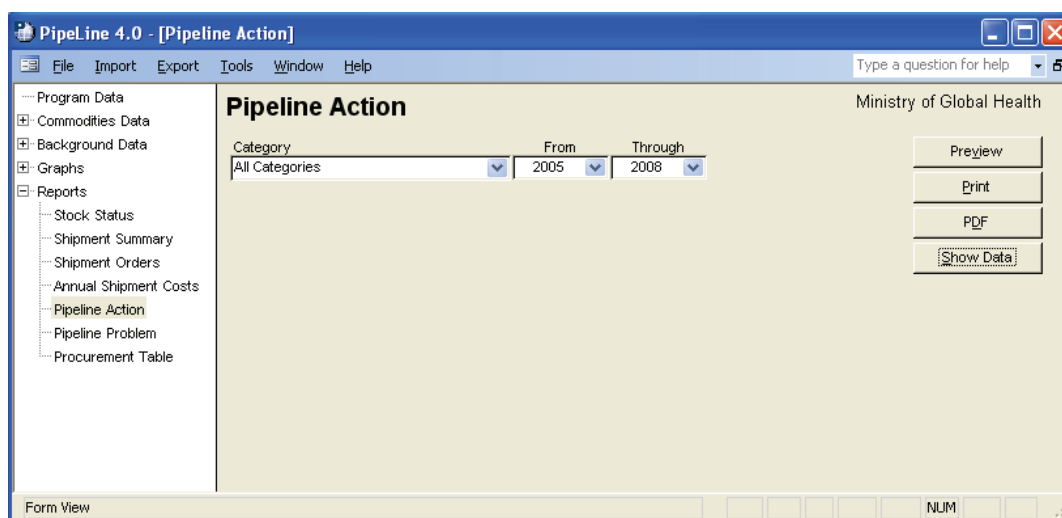 PipeLine 4.0 - [Pipeline Action]
File Import Export Tools Window Help Type a question for help
Program Data
Commodities Data
Background Data
Graphs
Reports
Stock Status
Shipment Summary
Shipment Orders
Annual Shipment Costs
Pipeline Action
Pipeline Problem
Procurement Table
Pipeline Action
Ministry of Global Health
Category From Through
All Categories 2005 2008
Preview
Print
PDF
Show Data
Form View NUM